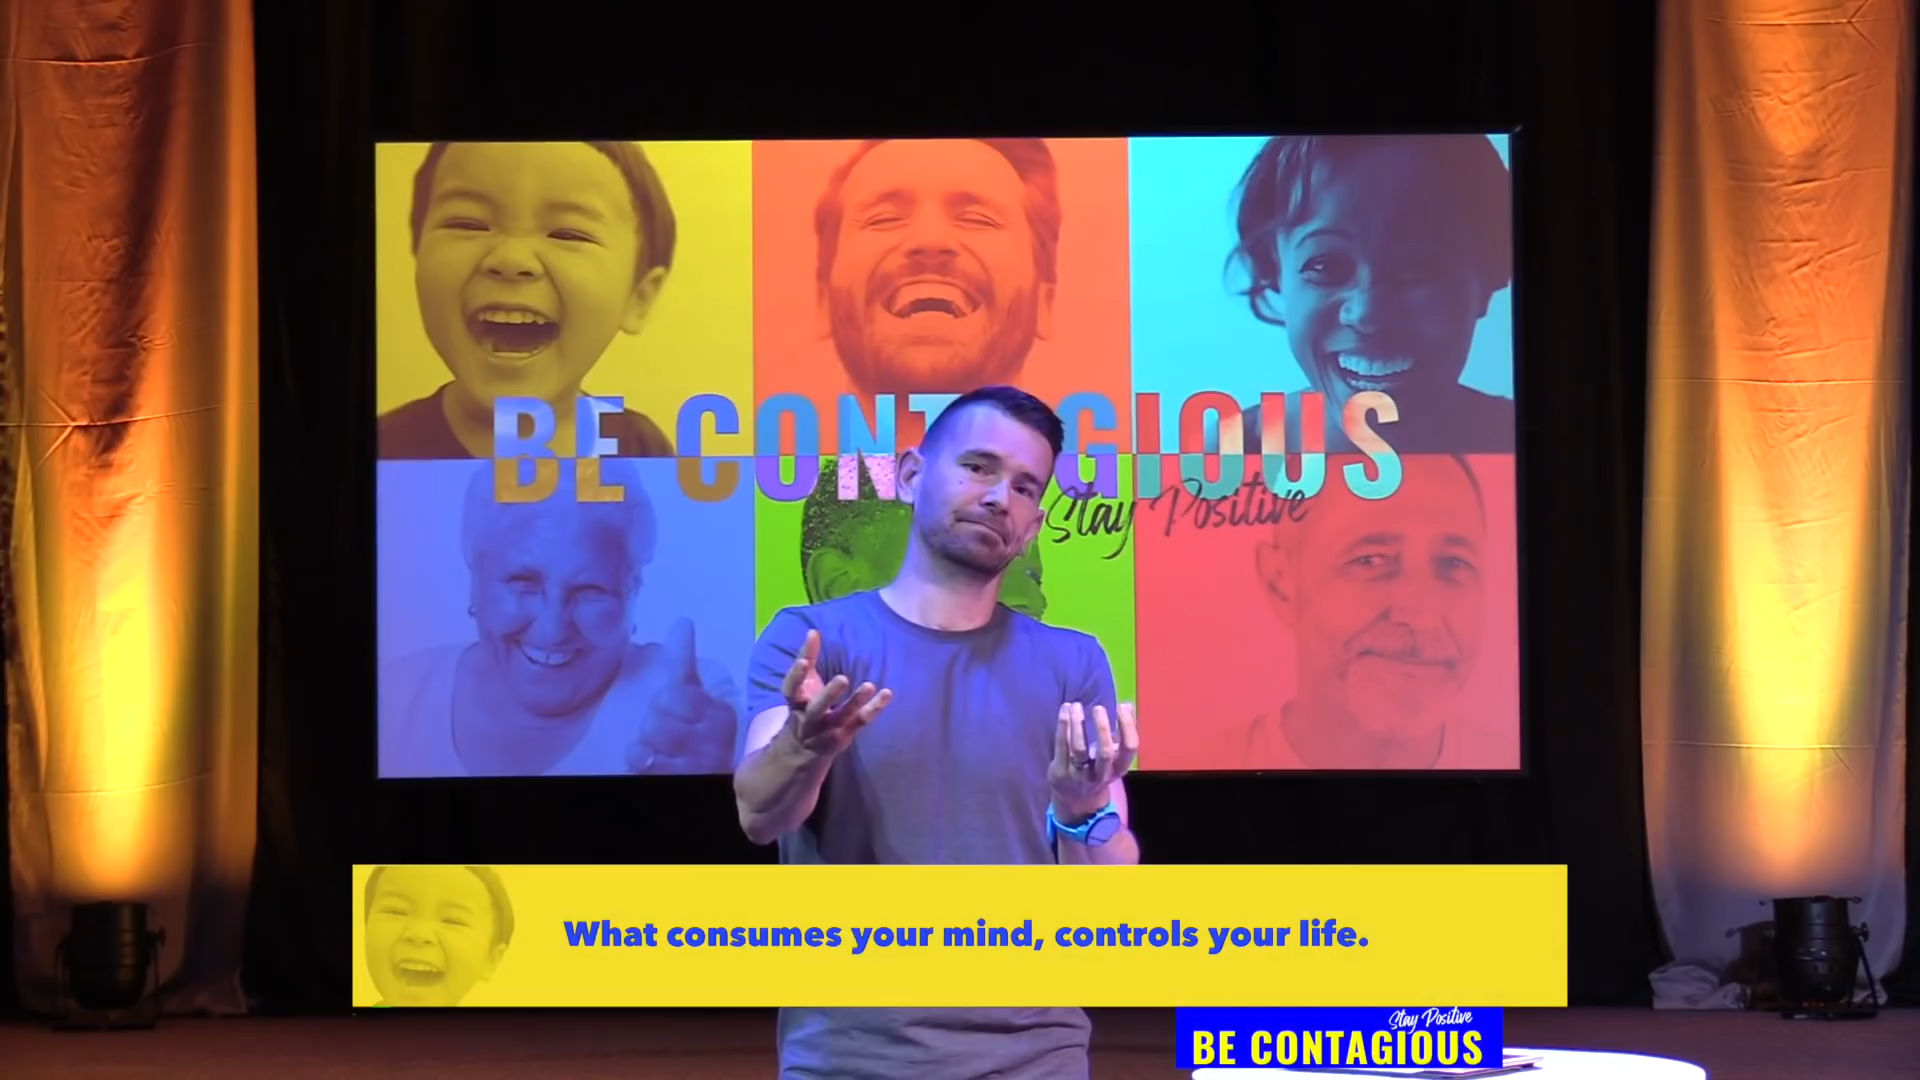 BE CONTAGIOUS
Stay Positive
What consumes your mind, controls your life.
Stay Positive
BE CONTAGIOUS